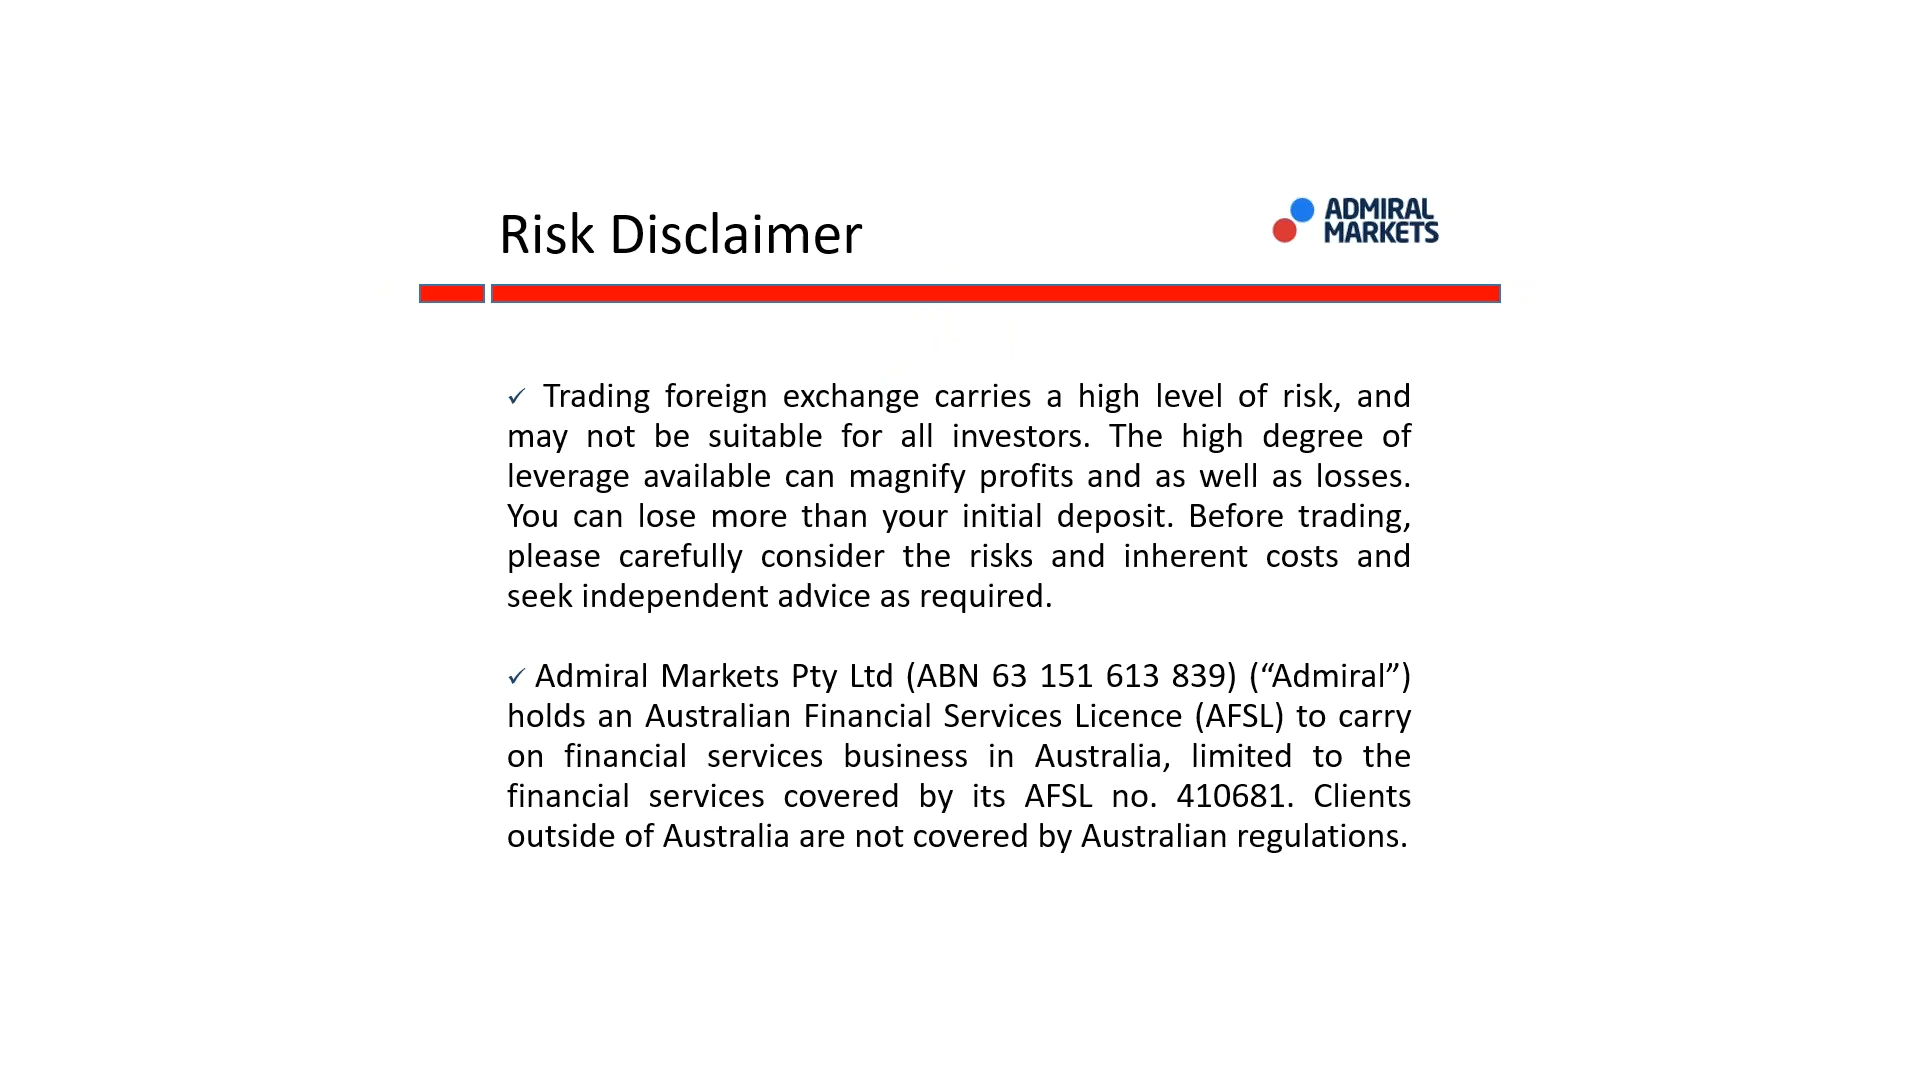 Risk Disclaimer
ADMIRAL
MARKETS
✓ Trading foreign exchange carries a high level of risk, and
may not be suitable for all investors. The high degree of
leverage available can magnify profits and as well as losses.
You can lose more than your initial deposit. Before trading,
please carefully consider the risks and inherent costs and
seek independent advice as required.
✓ Admiral Markets Pty Ltd (ABN 63 151 613 839) (“Admiral”)
holds an Australian Financial Services Licence (AFSL) to carry
on financial services business in Australia, limited to the
financial services covered by its AFSL no. 410681. Clients
outside of Australia are not covered by Australian regulations.